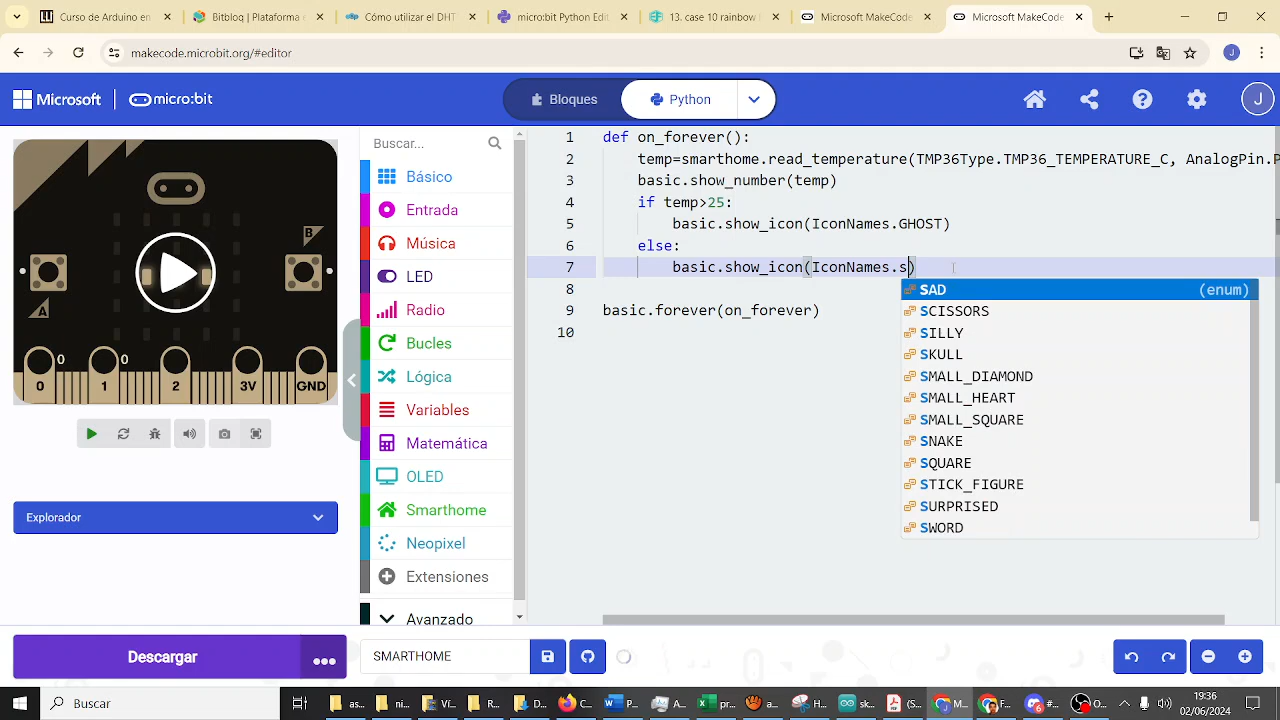 Curso de Arduino en
Bitblog | Plataforma
Cómo utilizar el DHT
micro:bit Python Edit
13. case 10 rainbow
Microsoft MakeCode
Microsoft MakeCode
makecode.microbit.org/#editor
J
Microsoft | micro:bit
Bloques
Python
J
Buscar...
Básico
Entrada
Música
LED
Radio
Bucles
Lógica
Variables
Matemática
OLED
Smarthome
Neopixel
Extensiones
Avanzado
B
A
0
0
0 1 2 3V GND
Explorador
1 def on_forever():
2 temp=smarthome.read_temperature(TMP36Type.TMP36_TEMPERATURE_C, AnalogPin.P
3 basic.show_number(temp)
4 if temp>25:
5 basic.show_icon(IconNames.GHOST)
6 else:
7 basic.show_icon(IconNames.s)
8
9 basic.forever(on_forever)
10
SAD (enum)
SCISSORS
SILLY
SKULL
SMALL_DIAMOND
SMALL_HEART
SMALL_SQUARE
SNAKE
SQUARE
STICK_FIGURE
SURPRISED
SWORD
Descargar
SMARTHOME
Buscar
19:36
02/06/2024